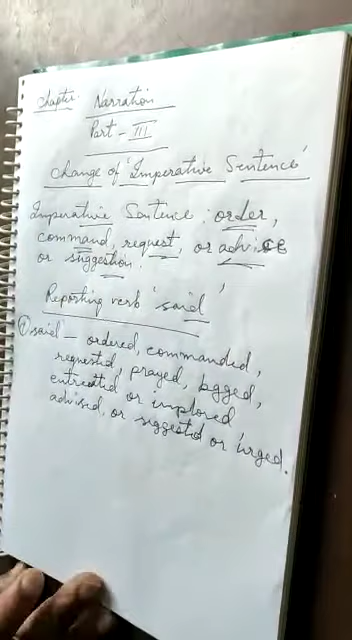 Chapter Narration
Part - III
Change of 'Imperative Sentence'
Imperative Sentence : order,
command, request, or advice
or suggestion.
Reporting verb 'said'
① said — ordered, commanded,
requested, prayed, begged,
entreated or implored
advised, or suggested or urged.